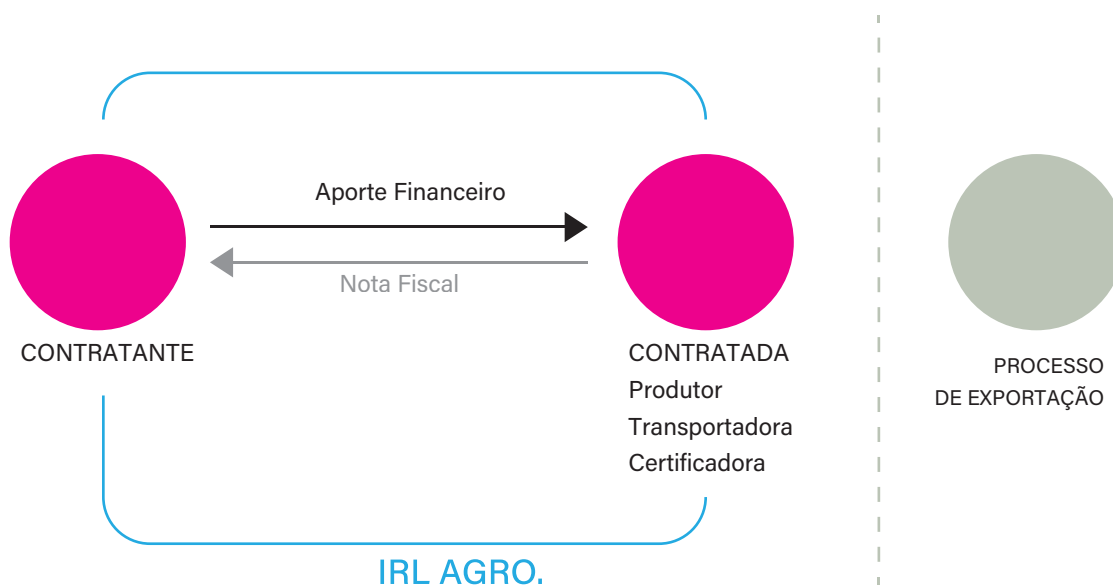 Aporte Financeiro
Nota Fiscal
CONTRATANTE
CONTRATADA
Produtor
Transportadora
Certificadora
IRL AGRO.
PROCESSO
DE EXPORTAÇÃO